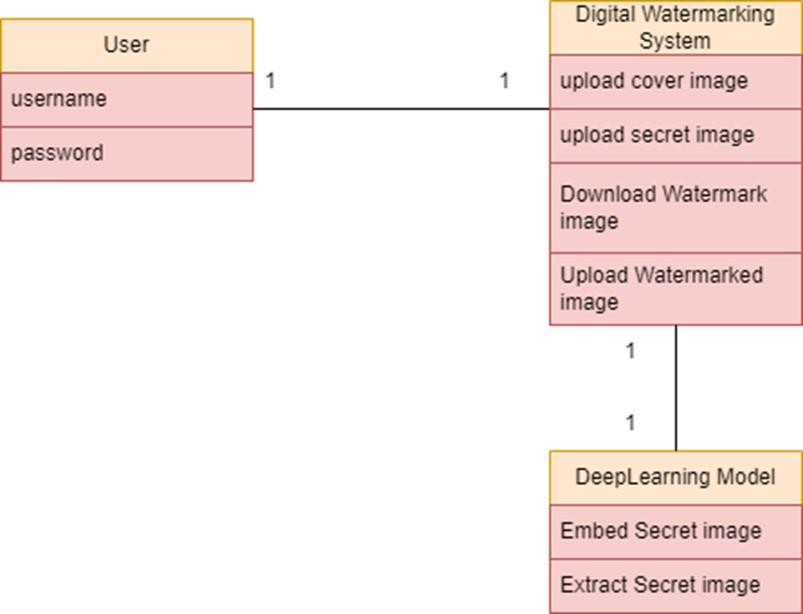 User
username
password
1
1
Digital Watermarking
System
upload cover image
upload secret image
Download Watermark
image
Upload Watermarked
image
1
1
DeepLearning Model
Embed Secret image
Extract Secret image